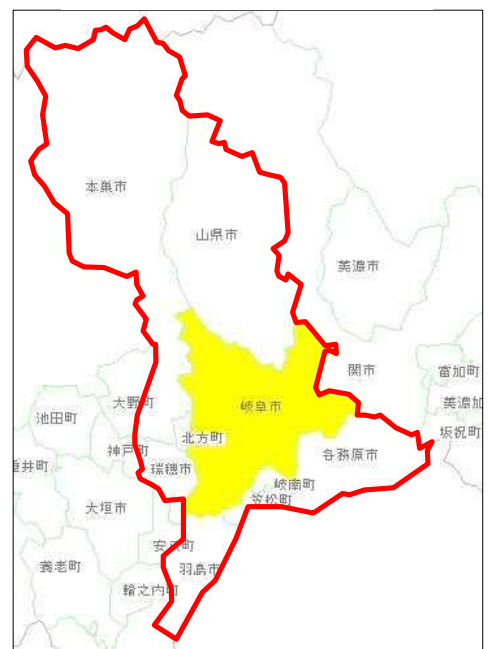 本巣市
山県市
美濃市
関市
富加町
大野町
岐阜市
美濃加
池田町
坂祝町
北方町
神戸町
各務原市
垂井町
瑞穂市
岐南町
笠松町
大垣市
安八町
養老町
羽島市
輪之内町